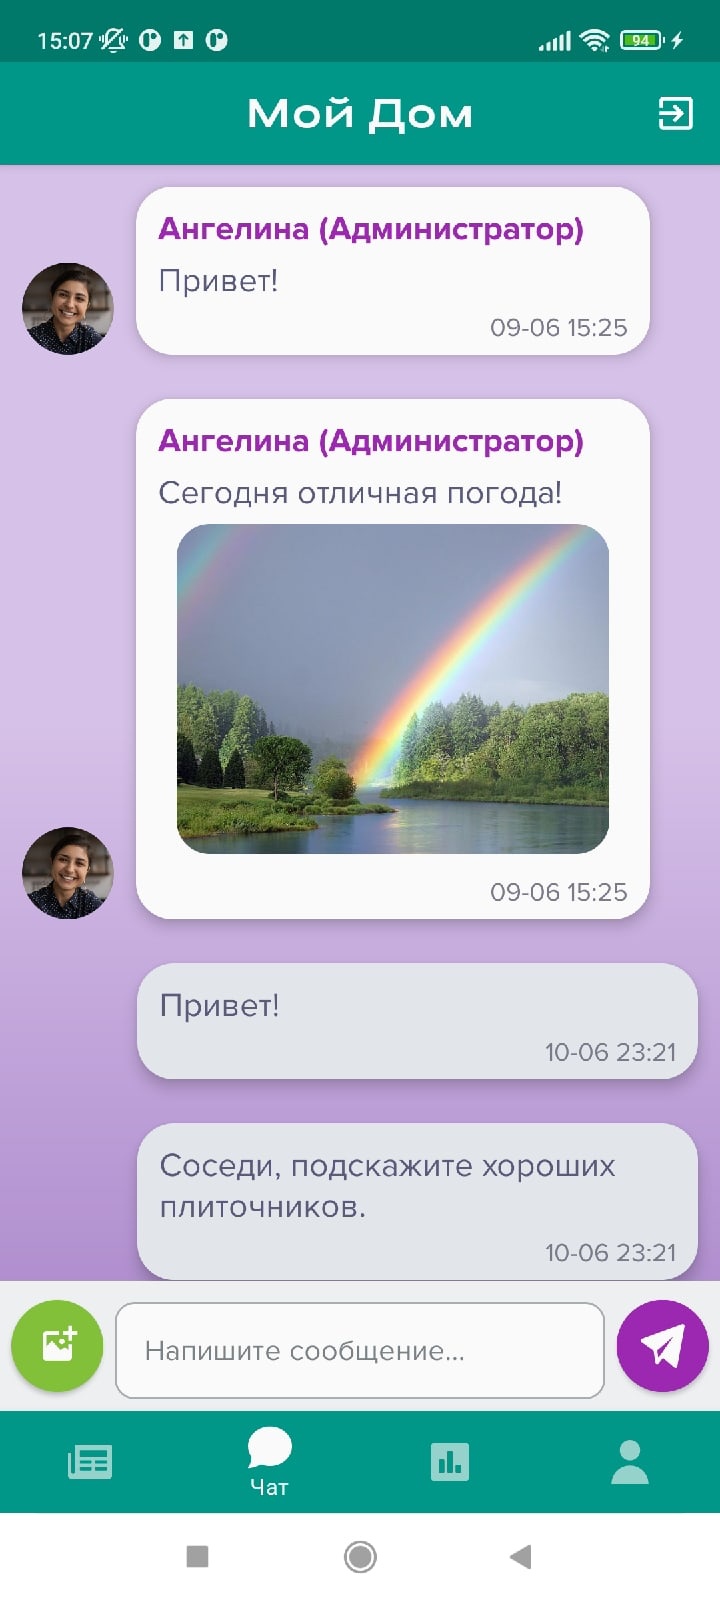 15:07
94
Мой Дом
Ангелина (Администратор)
Привет!
09-06 15:25
Ангелина (Администратор)
Сегодня отличная погода!
09-06 15:25
Привет!
10-06 23:21
Соседи, подскажите хороших
плиточников.
10-06 23:21
Напишите сообщение...
Чат